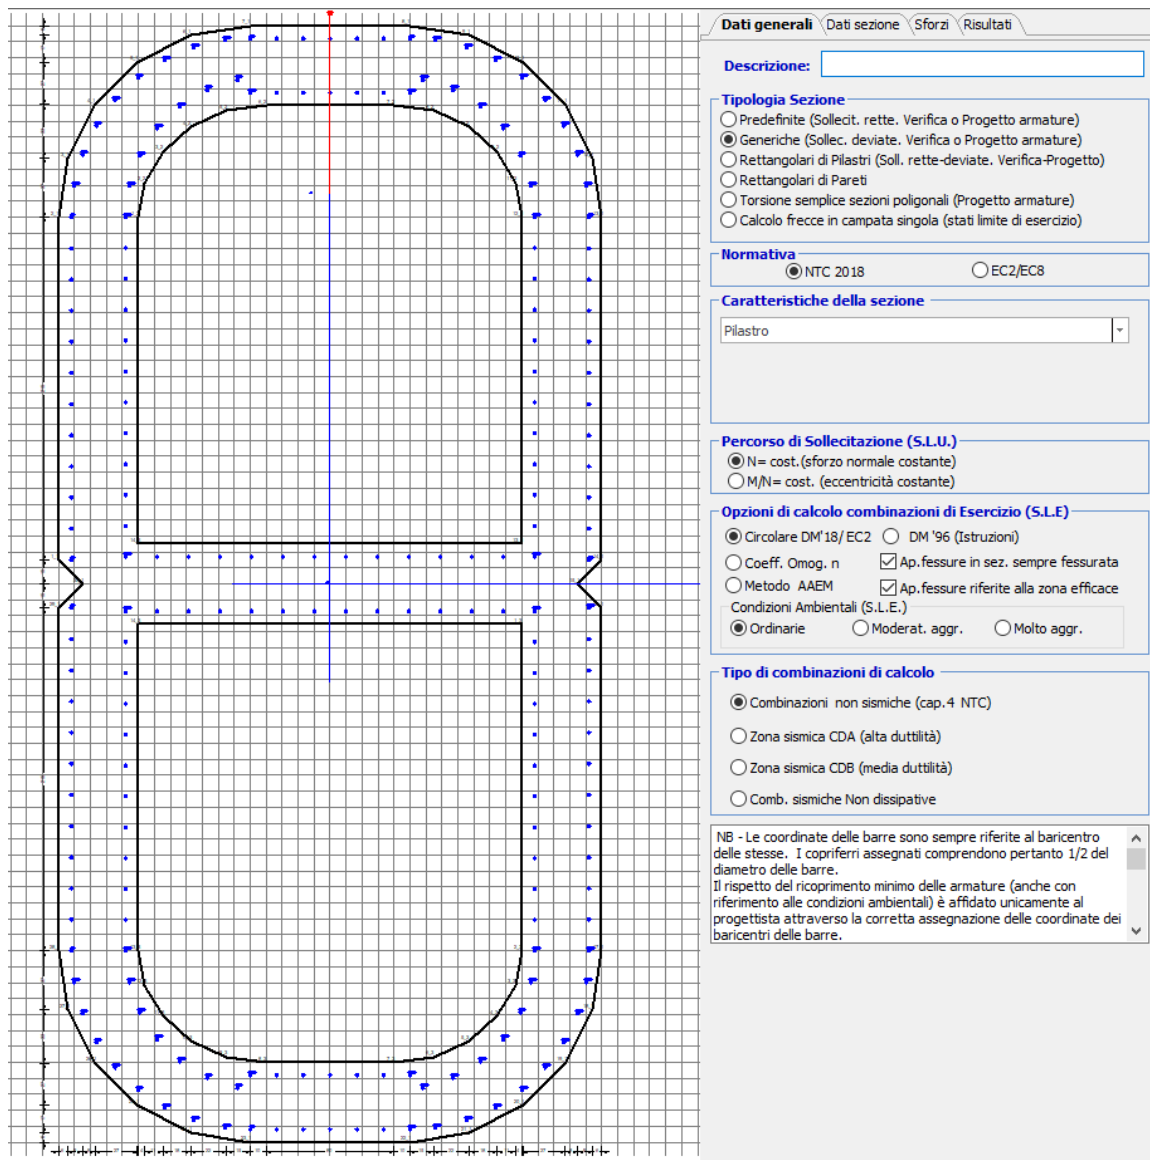 Dati generali
Dati sezione
Sforzi
Risultati
Descrizione:
Tipologia Sezione
Predefinite (Sollecit. rette. Verifica o Progetto armature)
Generiche (Sollec. deviate. Verifica o Progetto armature)
Rettangolari di Pilastri (Soll. rette-deviate. Verifica-Progetto)
Rettangolari di Pareti
Torsione semplice sezioni poligonali (Progetto armature)
Calcolo frecce in campata singola (stati limite di esercizio)
Normativa
NTC 2018
EC2/EC8
Caratteristiche della sezione
Pilastro
Percorso di Sollecitazione (S.L.U.)
N= cost.(sforzo normale costante)
M/N= cost. (eccentricità costante)
Opzioni di calcolo combinazioni di Esercizio (S.L.E)
Circolare DM'18/ EC2
DM '96 (Istruzioni)
Coeff. Omog. n
Ap.fessure in sez. sempre fessurata
Metodo AAEM
Ap.fessure riferite alla zona efficace
Condizioni Ambientali (S.L.E.)
Ordinarie
Moderat. aggr.
Molto aggr.
Tipo di combinazioni di calcolo
Combinazioni non sismiche (cap.4 NTC)
Zona sismica CDA (alta duttilità)
Zona sismica CDB (media duttilità)
Comb. sismiche Non dissipative
NB - Le coordinate delle barre sono sempre riferite al baricentro
delle stesse. I copriferri assegnati comprendono pertanto 1/2 del
diametro delle barre.
Il rispetto del ricoprimento minimo delle armature (anche con
riferimento alle condizioni ambientali) è affidato unicamente al
progettista attraverso la corretta assegnazione delle coordinate dei
baricentri delle barre.